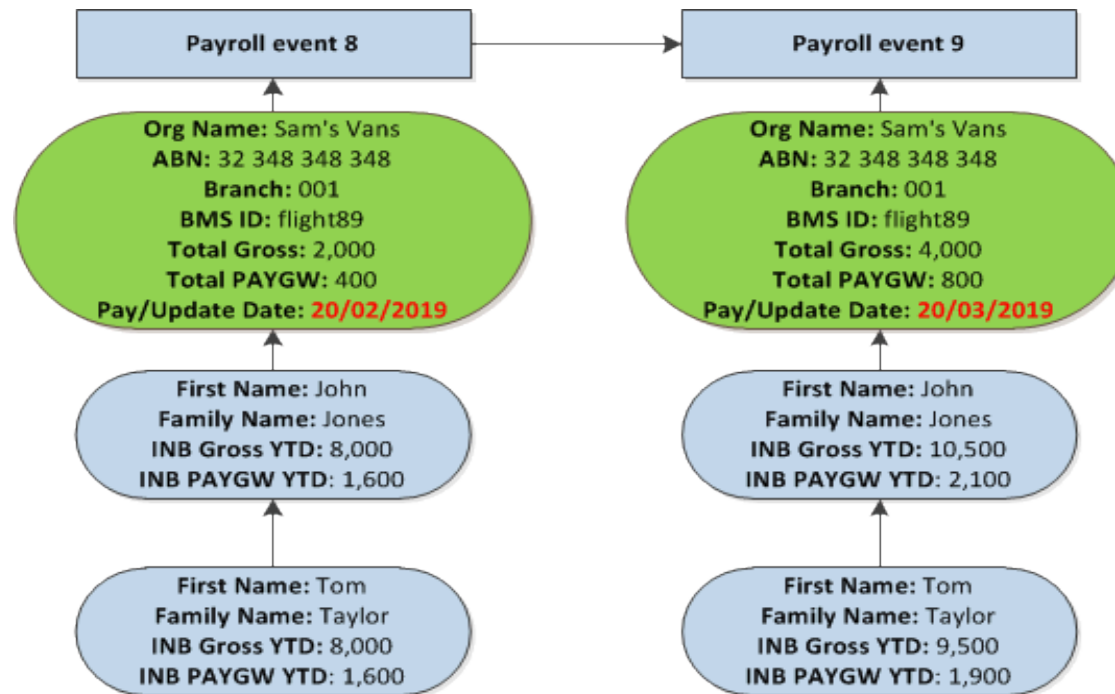 Payroll event 8
Org Name: Sam's Vans
ABN: 32 348 348 348
Branch: 001
BMS ID: flight89
Total Gross: 2,000
Total PAYGW: 400
Pay/Update Date: 20/02/2019
First Name: John
Family Name: Jones
INB Gross YTD: 8,000
INB PAYGW YTD: 1,600
First Name: Tom
Family Name: Taylor
INB Gross YTD: 8,000
INB PAYGW YTD: 1,600
Payroll event 9
Org Name: Sam's Vans
ABN: 32 348 348 348
Branch: 001
BMS ID: flight89
Total Gross: 4,000
Total PAYGW: 800
Pay/Update Date: 20/03/2019
First Name: John
Family Name: Jones
INB Gross YTD: 10,500
INB PAYGW YTD: 2,100
First Name: Tom
Family Name: Taylor
INB Gross YTD: 9,500
INB PAYGW YTD: 1,900